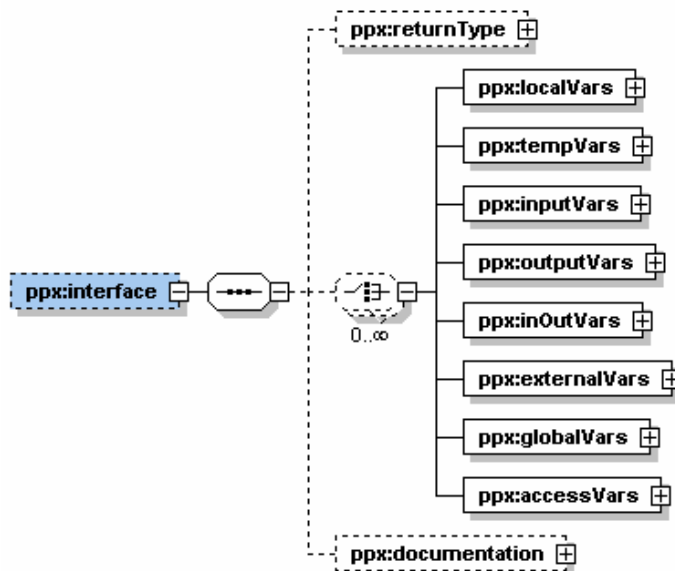 ppx:returnType
ppx:localVars
ppx:tempVars
ppx:inputVars
ppx:outputVars
ppx:interface
0..∞
ppx:inOutVars
ppx:externalVars
ppx:globalVars
ppx:accessVars
ppx:documentation